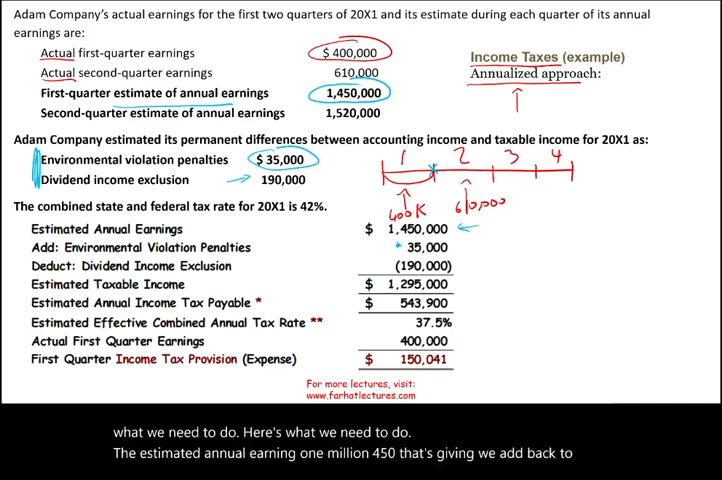 Adam Company's actual earnings for the first two quarters of 20X1 and its estimate during each quarter of its annual
earnings are:
Actual first-quarter earnings $ 400,000
Actual second-quarter earnings 610,000
First-quarter estimate of annual earnings 1,450,000
Second-quarter estimate of annual earnings 1,520,000
Income Taxes (example)
Annualized approach:
Adam Company estimated its permanent differences between accounting income and taxable income for 20X1 as:
Environmental violation penalties $ 35,000
Dividend income exclusion 190,000
1 2 3 4
400K 610,000
The combined state and federal tax rate for 20X1 is 42%.
Estimated Annual Earnings $ 1,450,000
Add: Environmental Violation Penalties 35,000
Deduct: Dividend Income Exclusion (190,000)
Estimated Taxable Income $ 1,295,000
Estimated Annual Income Tax Payable * $ 543,900
Estimated Effective Combined Annual Tax Rate ** 37.5%
Actual First Quarter Earnings 400,000
First Quarter Income Tax Provision (Expense) $ 150,041
For more lectures, visit:
www.farhatlectures.com
what we need to do. Here's what we need to do.
The estimated annual earning one million 450 that's giving we add back to